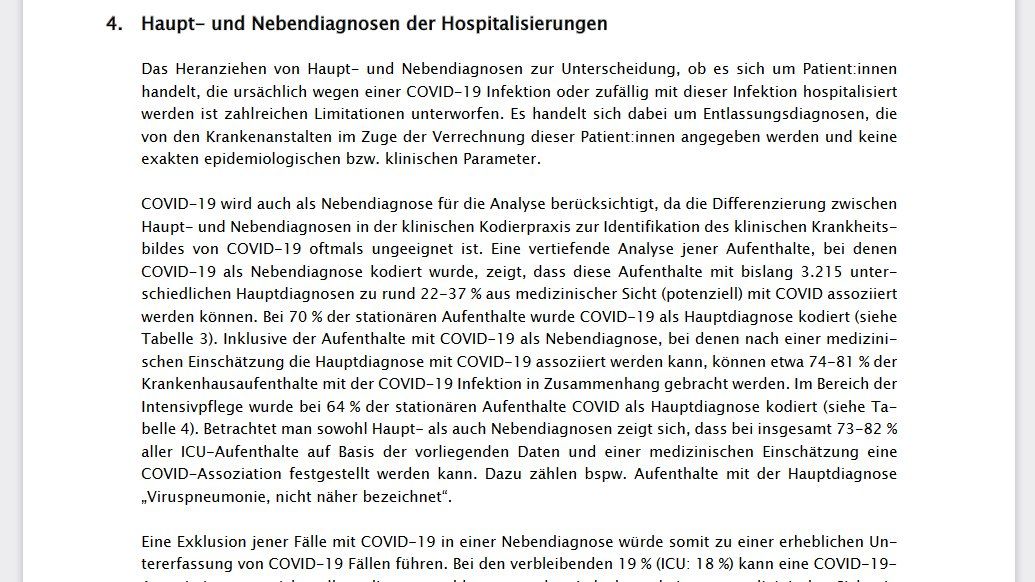 4. Haupt- und Nebendiagnosen der Hospitalisierungen
Das Heranziehen von Haupt- und Nebendiagnosen zur Unterscheidung, ob es sich um Patient:innen
handelt, die ursächlich wegen einer COVID-19 Infektion oder zufällig mit dieser Infektion hospitalisiert
werden ist zahlreichen Limitationen unterworfen. Es handelt sich dabei um Entlassungsdiagnosen, die
von den Krankenanstalten im Zuge der Verrechnung dieser Patient:innen angegeben werden und keine
exakten epidemiologischen bzw. klinischen Parameter.
COVID-19 wird auch als Nebendiagnose für die Analyse berücksichtigt, da die Differenzierung zwischen
Haupt- und Nebendiagnosen in der klinischen Kodierpraxis zur Identifikation des klinischen Krankheits-
bildes von COVID-19 oftmals ungeeignet ist. Eine vertiefende Analyse jener Aufenthalte, bei denen
COVID-19 als Nebendiagnose kodiert wurde, zeigt, dass diese Aufenthalte mit bislang 3.215 unter-
schiedlichen Hauptdiagnosen zu rund 22-37 % aus medizinischer Sicht (potenziell) mit COVID assoziiert
werden können. Bei 70 % der stationären Aufenthalte wurde COVID-19 als Hauptdiagnose kodiert (siehe
Tabelle 3). Inklusive der Aufenthalte mit COVID-19 als Nebendiagnose, bei denen nach einer medizini-
schen Einschätzung die Hauptdiagnose mit COVID-19 assoziiert werden kann, können etwa 74-81 % der
Krankenhausaufenthalte mit der COVID-19 Infektion in Zusammenhang gebracht werden. Im Bereich der
Intensivpflege wurde bei 64 % der stationären Aufenthalte COVID als Hauptdiagnose kodiert (siehe Ta-
belle 4). Betrachtet man sowohl Haupt- als auch Nebendiagnosen zeigt sich, dass bei insgesamt 73-82 %
aller ICU-Aufenthalte auf Basis der vorliegenden Daten und einer medizinischen Einschätzung eine
COVID-Assoziation festgestellt werden kann. Dazu zählen bspw. Aufenthalte mit der Hauptdiagnose
„Viruspneumonie, nicht näher bezeichnet“.
Eine Exklusion jener Fälle mit COVID-19 in einer Nebendiagnose würde somit zu einer erheblichen Un-
tererfassung von COVID-19 Fällen führen. Bei den verbleibenden 19 % (ICU: 18 %) kann eine COVID-19-